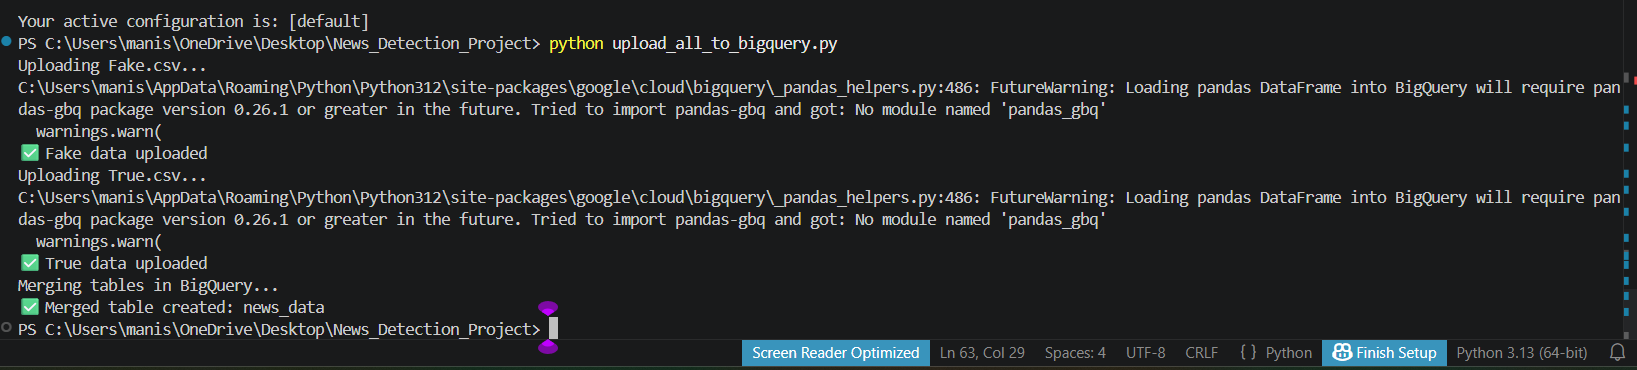 Your active configuration is: [default]
PS C:\Users\manis\OneDrive\Desktop\News_Detection_Project> python upload_all_to_bigquery.py
Uploading Fake.csv...
C:\Users\manis\AppData\Roaming\Python\Python312\site-packages\google\cloud\bigquery\_pandas_helpers.py:486: FutureWarning: Loading pandas DataFrame into BigQuery will require pan
das-gbq package version 0.26.1 or greater in the future. Tried to import pandas-gbq and got: No module named 'pandas_gbq'
  warnings.warn(
✅ Fake data uploaded
Uploading True.csv...
C:\Users\manis\AppData\Roaming\Python\Python312\site-packages\google\cloud\bigquery\_pandas_helpers.py:486: FutureWarning: Loading pandas DataFrame into BigQuery will require pan
das-gbq package version 0.26.1 or greater in the future. Tried to import pandas-gbq and got: No module named 'pandas_gbq'
  warnings.warn(
✅ True data uploaded
Merging tables in BigQuery...
✅ Merged table created: news_data
PS C:\Users\manis\OneDrive\Desktop\News_Detection_Project>
Screen Reader Optimized Ln 63, Col 29 Spaces: 4 UTF-8 CRLF {} Python Finish Setup Python 3.13 (64-bit)